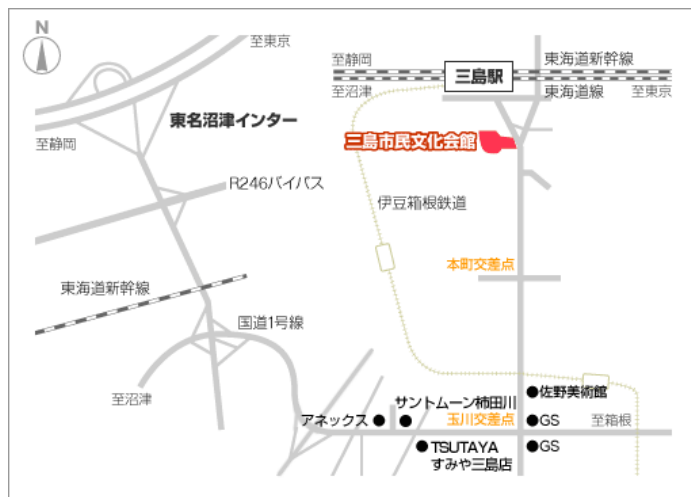 N
至東京
至静岡
三島駅
東海道新幹線
至沼津
東海道線
至東京
東名沼津インター
至静岡
三島市民文化会館
R246バイパス
伊豆箱根鉄道
本町交差点
東海道新幹線
国道1号線
至沼津
サントムーン柿田川
佐野美術館
アネックス
玉川交差点
GS
至箱根
TSUTAYA
すみや三島店
GS